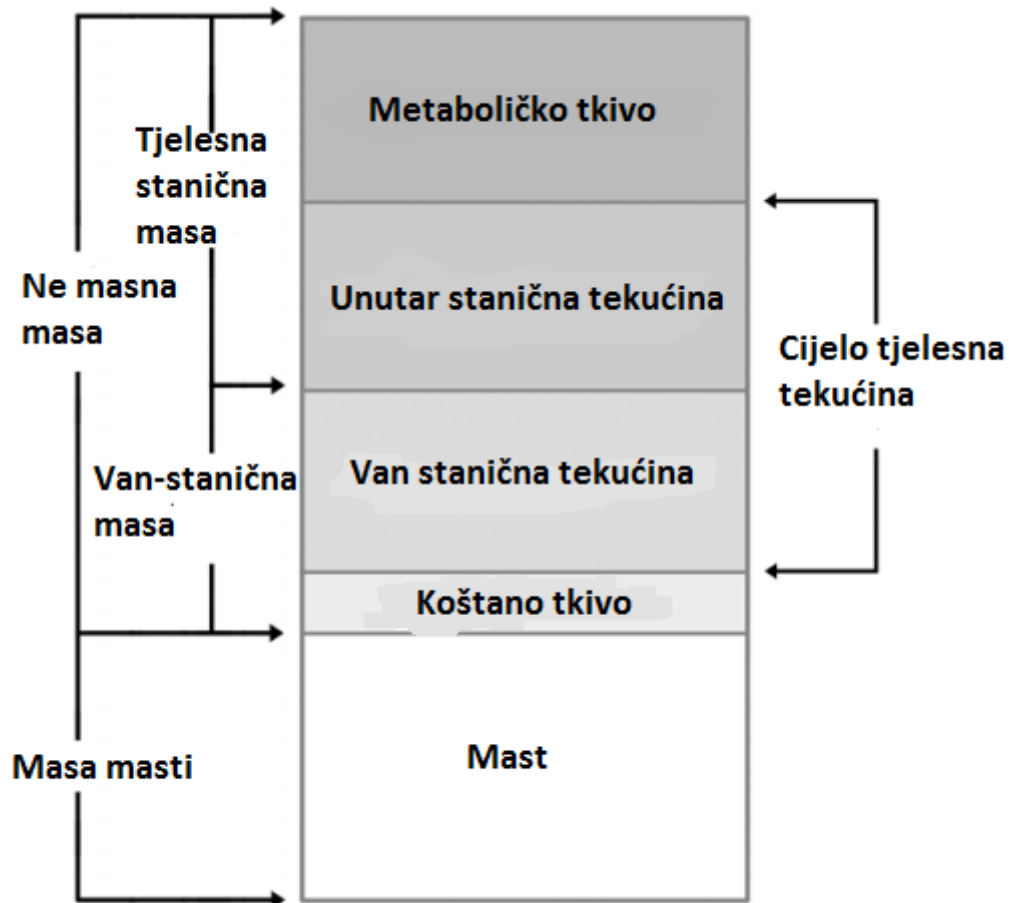 Metaboličko tkivo
Tjelesna
stanična
masa
Ne masna
masa
Unutar stanična tekućina
Cijelo tjelesna
tekućina
Van-stanična
masa
Van stanična tekućina
Koštano tkivo
Masa masti
Mast